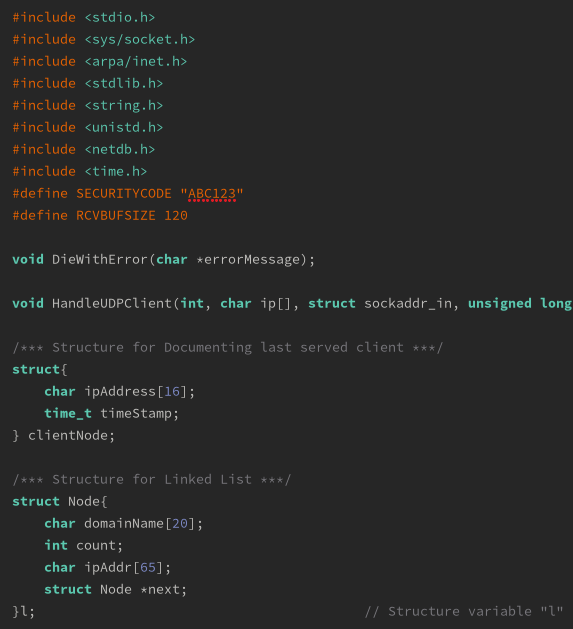 #include <stdio.h>
#include <sys/socket.h>
#include <arpa/inet.h>
#include <stdlib.h>
#include <string.h>
#include <unistd.h>
#include <netdb.h>
#include <time.h>
#define SECURITYCODE "ABC123"
#define RCVBUFSIZE 120
void DieWithError(char *errorMessage);
void HandleUDPClient(int, char ip[], struct sockaddr_in, unsigned long
/*** Structure for Documenting last served client ***/
struct{
    char ipAddress[16];
    time_t timeStamp;
} clientNode;
/*** Structure for Linked List ***/
struct Node{
    char domainName[20];
    int count;
    char ipAddr[65];
    struct Node *next;
}l; // Structure variable "l"